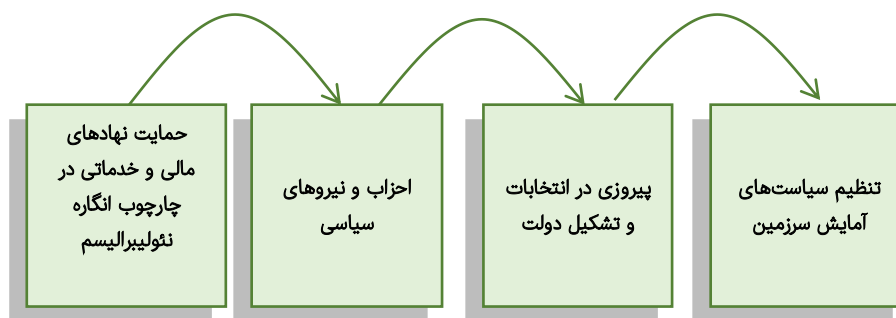 حمایت نهادهای
مالی و خدماتی در
چارچوب انگاره
نئولیبرالیسم
احزاب و نیروهای
سیاسی
پیروزی در انتخابات
و تشکیل دولت
تنظیم سیاست‌های
آمایش سرزمین